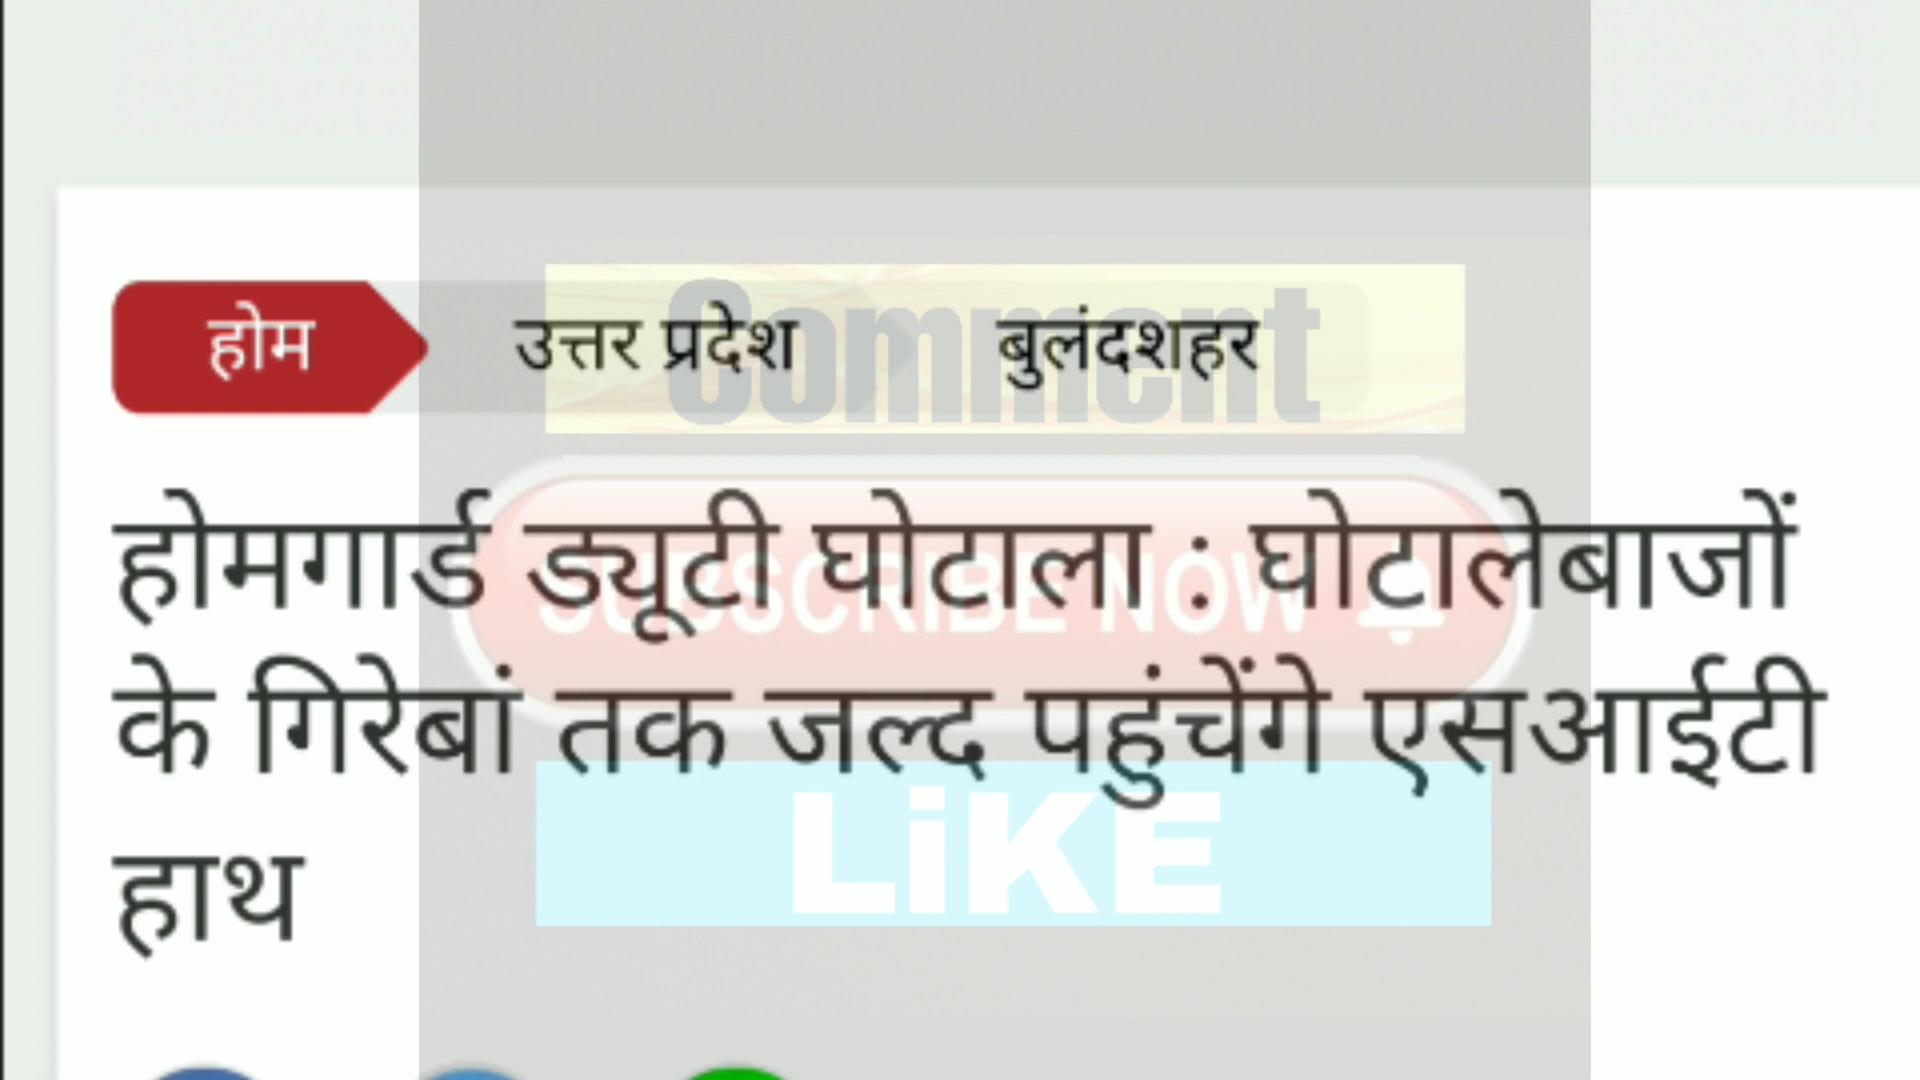 होम उत्तर प्रदेश बुलंदशहर
Comment
होमगार्ड ड्यूटी घोटाला : घोटालेबाजों
SUBSCRIBE NOW
के गिरेबां तक जल्द पहुंचेंगे एसआईटी
LiKE
हाथ